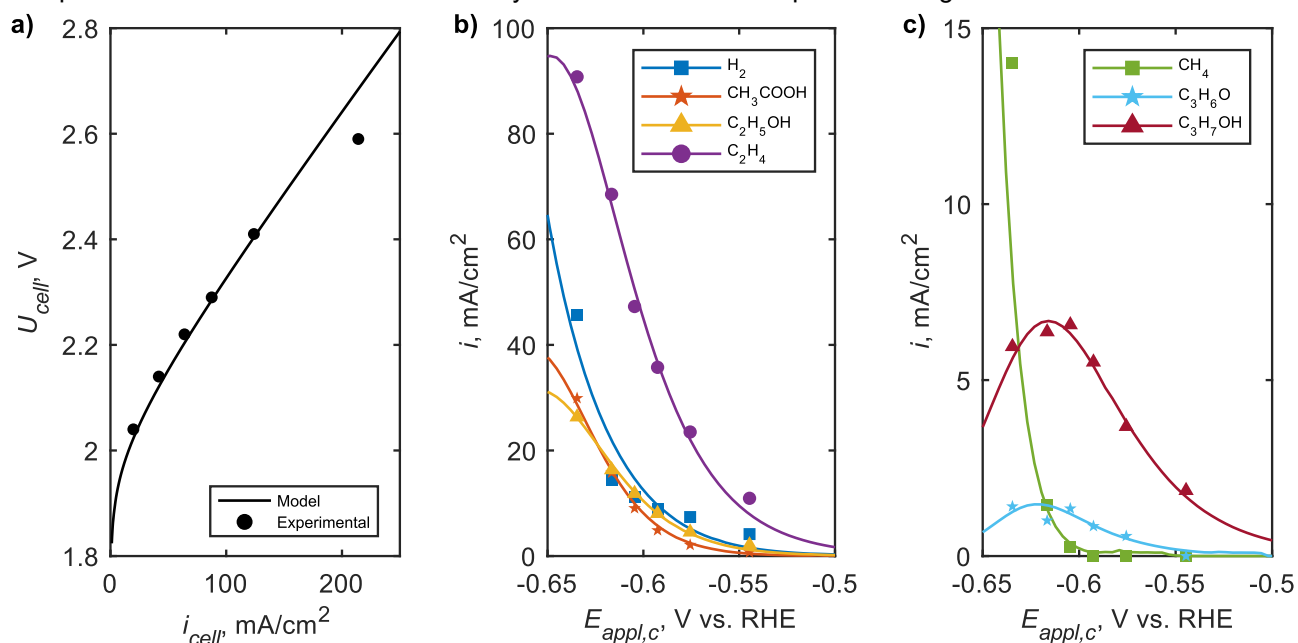 a)
2.8
2.6
2.4
2.2
2
1.8
U_cell, V
0
100
200
i_cell, mA/cm²
Model
Experimental
b)
100
80
60
40
20
0
i, mA/cm²
-0.65
-0.6
-0.55
-0.5
E_appl,c, V vs. RHE
H₂
CH₃COOH
C₂H₅OH
C₂H₄
c)
15
10
5
0
i, mA/cm²
-0.65
-0.6
-0.55
-0.5
E_appl,c, V vs. RHE
CH₄
C₃H₆O
C₃H₇OH